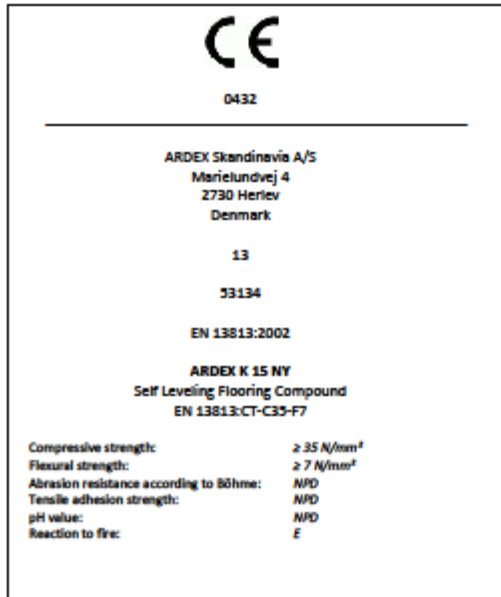 CE
0432
ARDEX Skandinavia A/S
Marielundvej 4
2730 Herlev
Denmark
13
53134
EN 13813:2002
ARDEX K 15 NY
Self Leveling Flooring Compound
EN 13813:CT-C35-F7
Compressive strength: ≥ 35 N/mm²
Flexural strength: ≥ 7 N/mm²
Abrasion resistance according to Böhme: NPD
Tensile adhesion strength: NPD
pH value: NPD
Reaction to fire: E